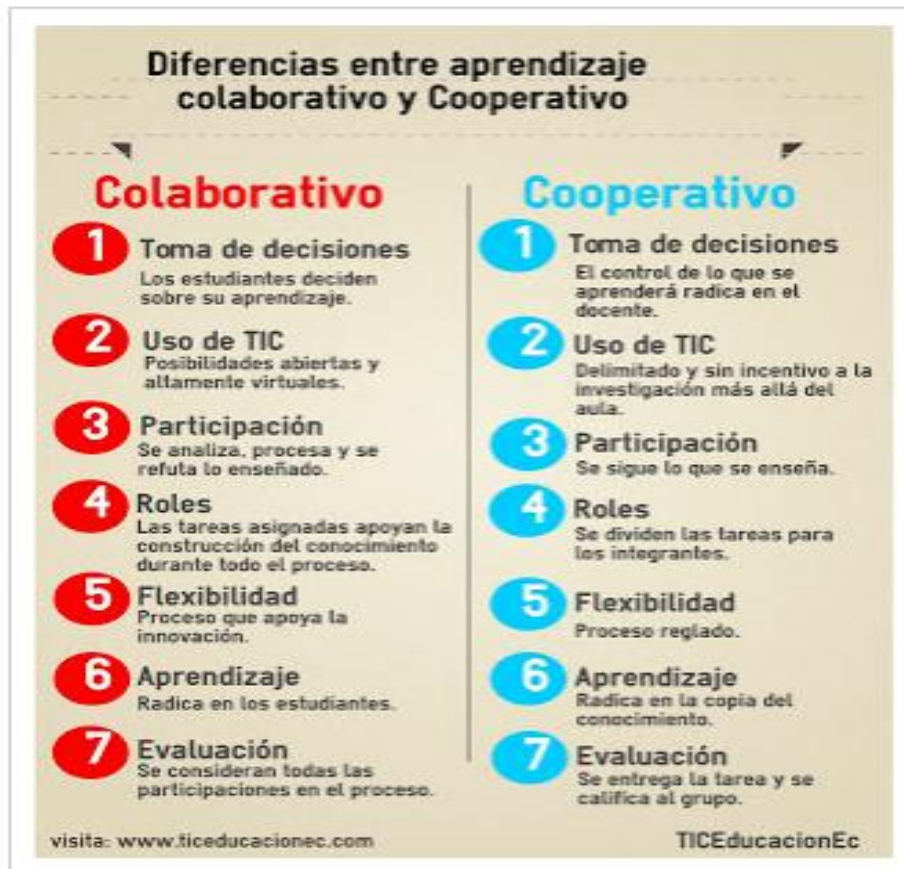 Diferencias entre aprendizaje
colaborativo y Cooperativo
Colaborativo
1
Toma de decisiones
Los estudiantes deciden
sobre su aprendizaje.
2
Uso de TIC
Posibilidades abiertas y
altamente virtuales.
3
Participación
Se analiza, procesa y se
refuta lo enseñado.
4
Roles
Las tareas asignadas apoyan la
construcción del conocimiento
durante todo el proceso.
5
Flexibilidad
Proceso que apoya la
innovación.
6
Aprendizaje
Radica en los estudiantes.
7
Evaluación
Se consideran todas las
participaciones en el proceso.
Cooperativo
1
Toma de decisiones
El control de lo que se
aprenderá radica en el
docente.
2
Uso de TIC
Delimitado y sin incentivo a la
investigación más allá del
aula.
3
Participación
Se sigue lo que se enseña.
4
Roles
Se dividen las tareas para
los integrantes.
5
Flexibilidad
Proceso reglado.
6
Aprendizaje
Radica en la copia del
conocimiento.
7
Evaluación
Se entrega la tarea y se
califica al grupo.
visita: www.ticeducacionec.com
TICEducacionEc